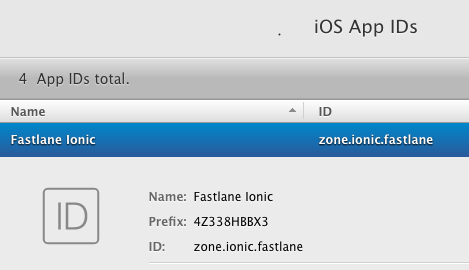 iOS App IDs
4 App IDs total.
Name ID
Fastlane Ionic zone.ionic.fastlane
ID
Name: Fastlane Ionic
Prefix: 4Z338HBBX3
ID: zone.ionic.fastlane